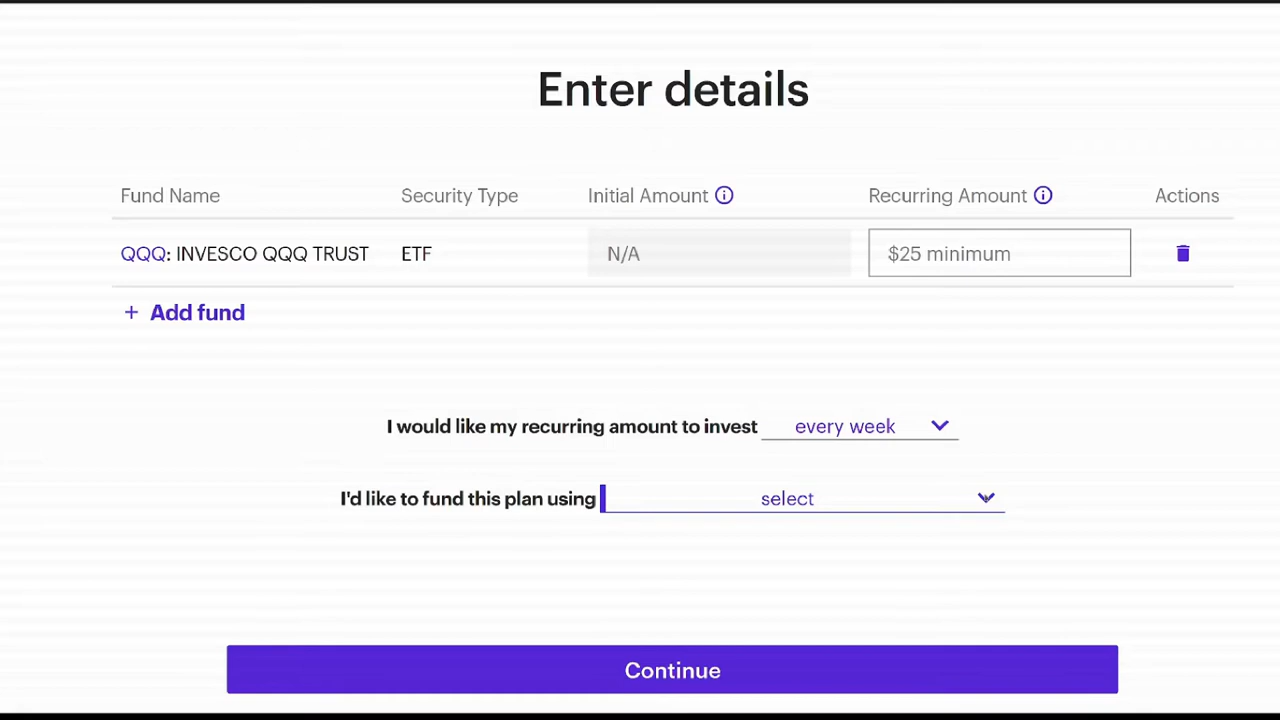 Enter details
Fund Name Security Type Initial Amount Recurring Amount Actions
QQQ: INVESCO QQQ TRUST ETF N/A $25 minimum
+ Add fund
I would like my recurring amount to invest every week
I'd like to fund this plan using select
Continue